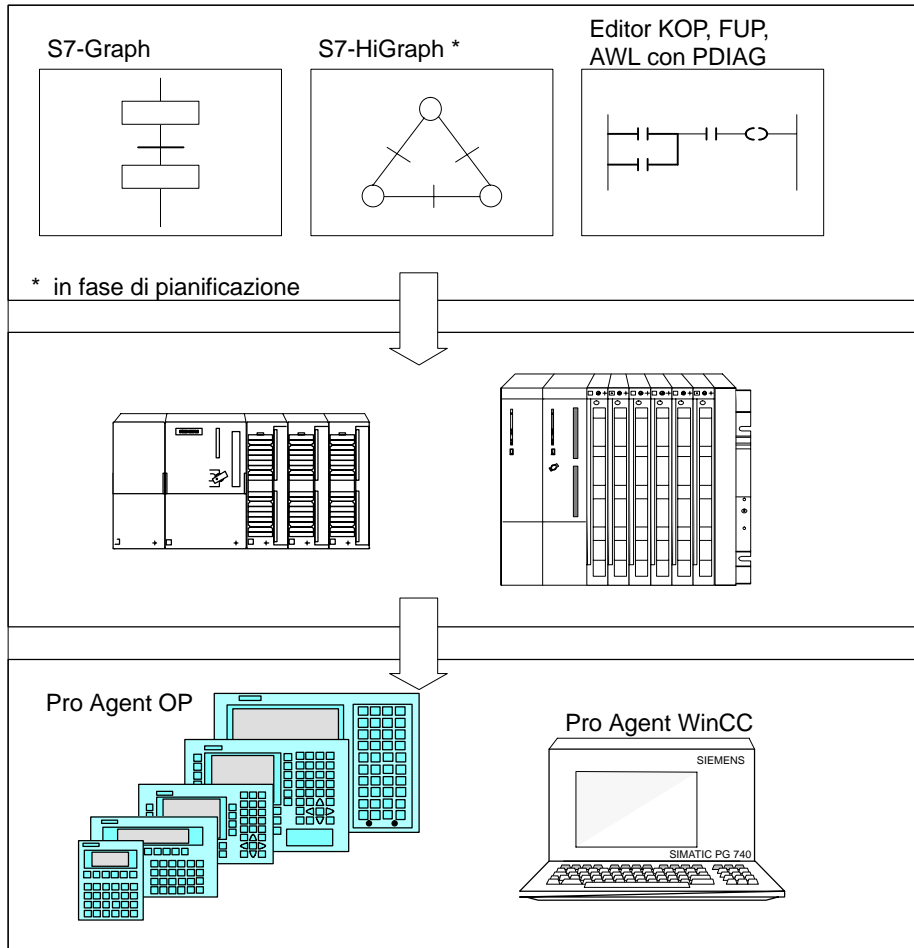 S7-Graph
S7-HiGraph *
Editor KOP, FUP,
AWL con PDIAG
* in fase di pianificazione
Pro Agent OP
Pro Agent WinCC
SIEMENS
SIMATIC PG 740